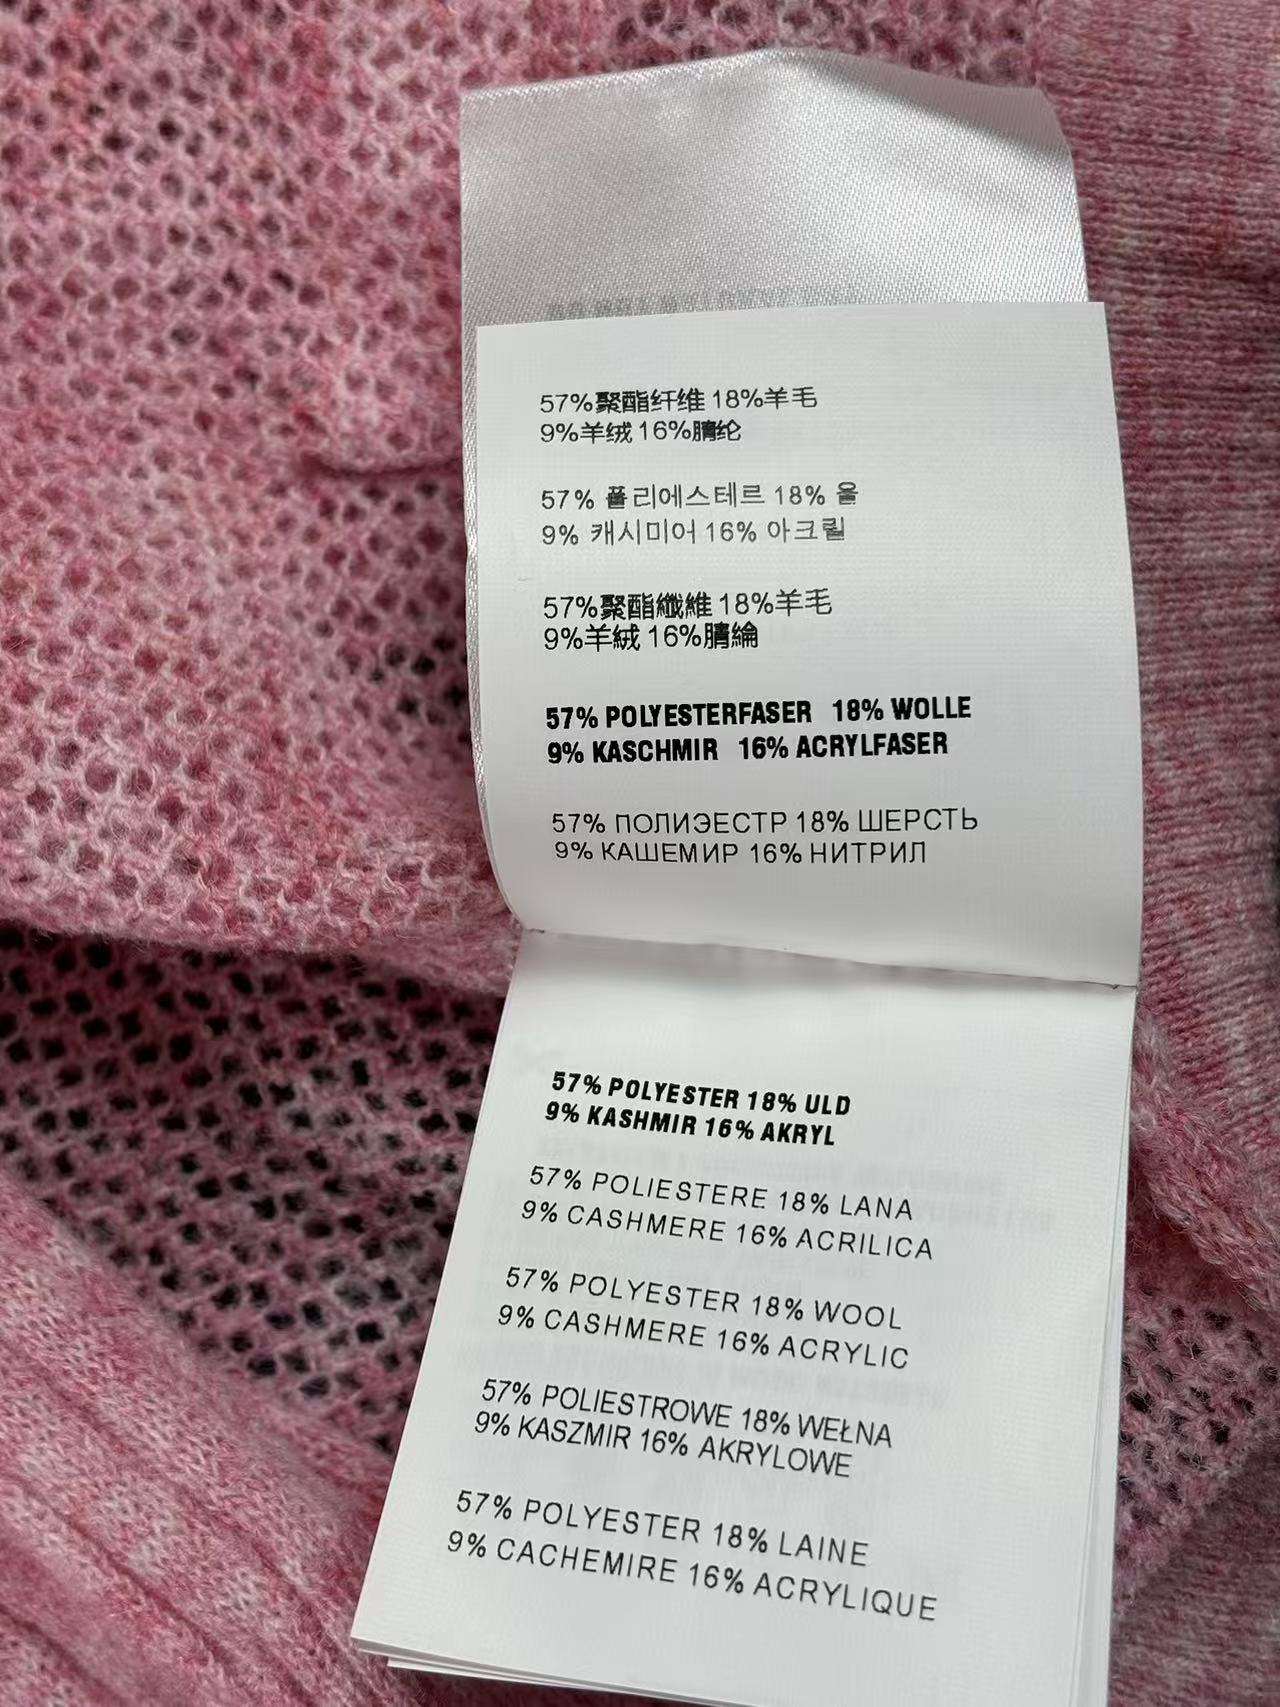 57%聚酯纤维 18%羊毛
9%羊绒 16%腈纶
57% 폴리에스테르 18% 울
9% 캐시미어 16% 아크릴
57%聚酯纖維 18%羊毛
9%羊絨 16%腈綸
57% POLYESTERFASER 18% WOLLE
9% KASCHMIR 16% ACRYLFASER
57% ПОЛИЭЕСТР 18% ШЕРСТЬ
9% КАШЕМИР 16% НИТРИЛ
57% POLYESTER 18% ULD
9% KASHMIR 16% AKRYL
57% POLIESTERE 18% LANA
9% CASHMERE 16% ACRILICA
57% POLYESTER 18% WOOL
9% CASHMERE 16% ACRYLIC
57% POLIESTROWE 18% WEŁNA
9% KASZMIR 16% AKRYLOWE
57% POLYESTER 18% LAINE
9% CACHEMIRE 16% ACRYLIQUE